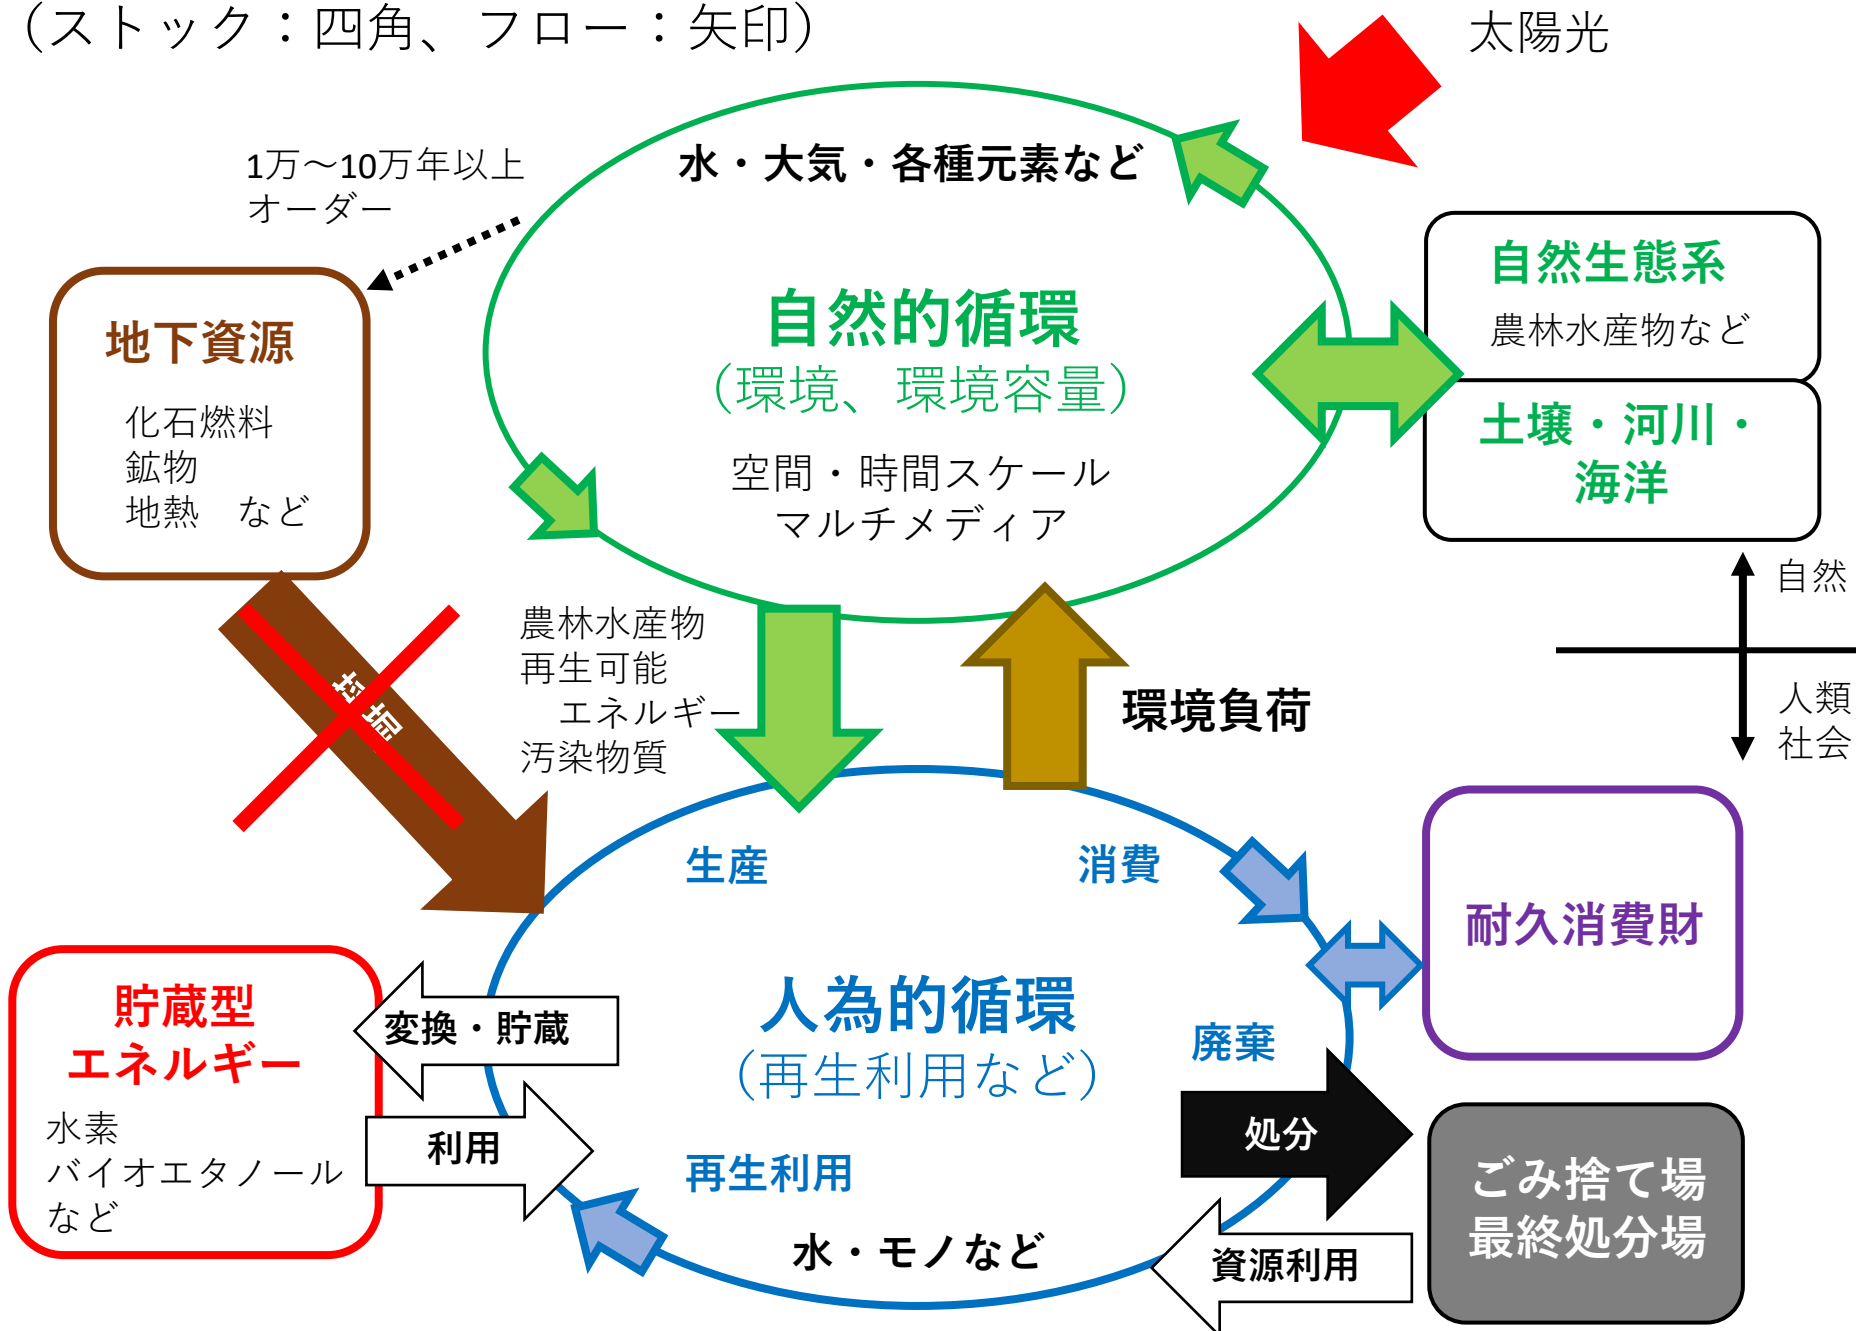 （ストック：四角、フロー：矢印）
太陽光
水・大気・各種元素など
1万～10万年以上
オーダー
自然生態系
農林水産物など
土壌・河川・
海洋
地下資源
化石燃料
鉱物
地熱　など
自然的循環
（環境、環境容量）
空間・時間スケール
マルチメディア
自然
人類
社会
農林水産物
再生可能
エネルギー
汚染物質
環境負荷
生産
消費
耐久消費財
人為的循環
（再生利用など）
廃棄
貯蔵型
エネルギー
水素
バイオエタノール
など
変換・貯蔵
利用
再生利用
水・モノなど
処分
資源利用
ごみ捨て場
最終処分場